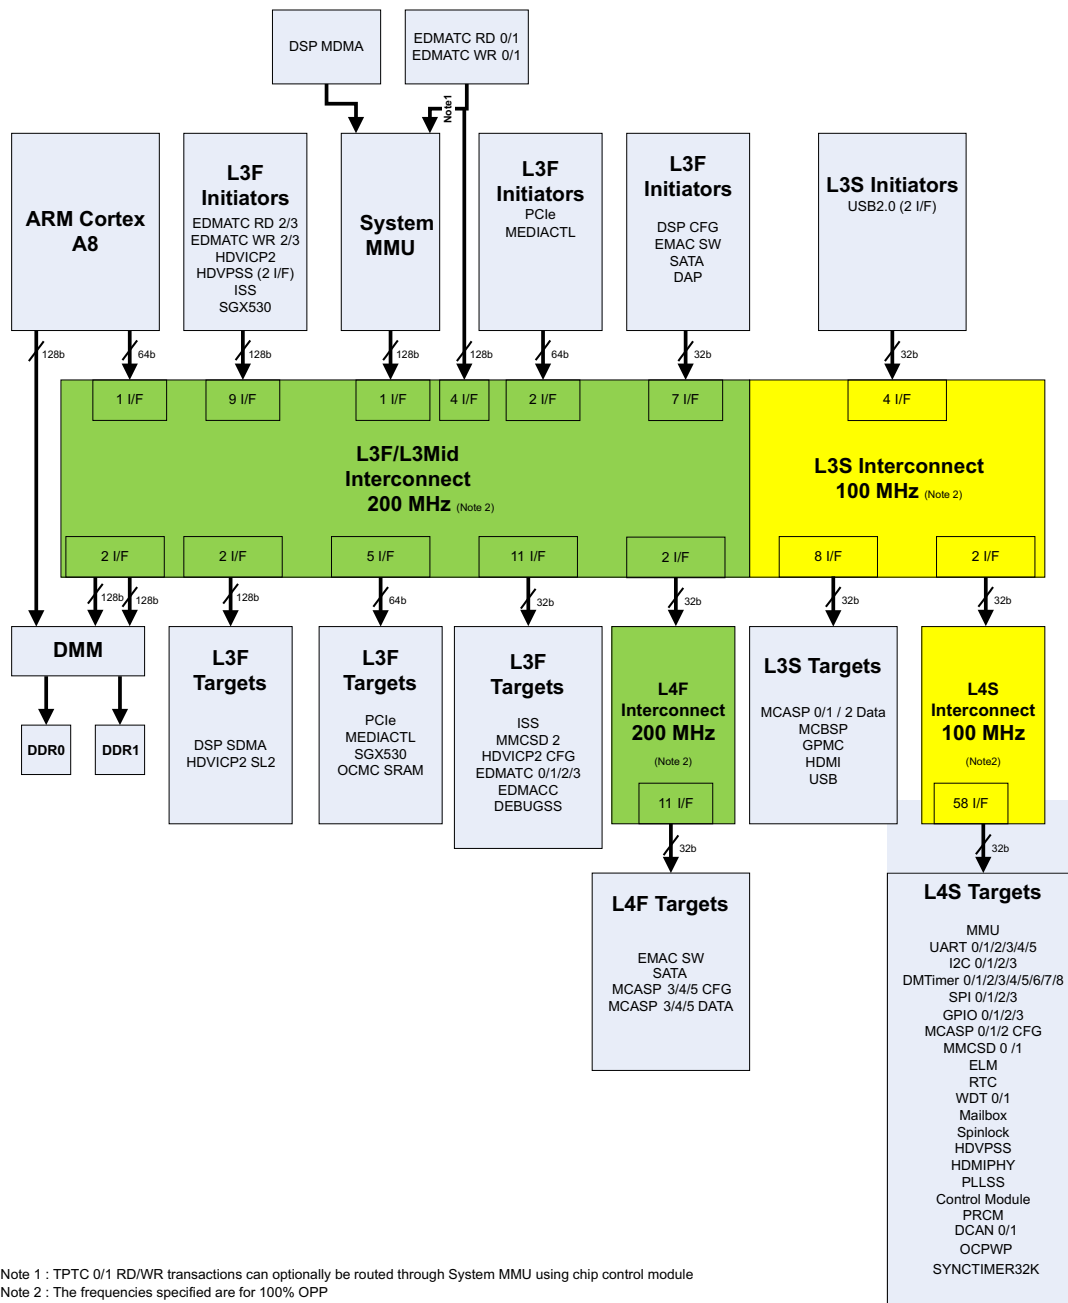 DSP MDMA
EDMATC RD 0/1
EDMATC WR 0/1
Note1
ARM Cortex
A8
L3F
Initiators
EDMATC RD 2/3
EDMATC WR 2/3
HDVICP2
HDVPSS (2 I/F)
ISS
SGX530
System
MMU
L3F
Initiators
PCIe
MEDIACTL
L3F
Initiators
DSP CFG
EMAC SW
SATA
DAP
L3S Initiators
USB2.0 (2 I/F)
128b
64b
128b
128b
128b
64b
32b
32b
1 I/F
9 I/F
1 I/F
4 I/F
2 I/F
7 I/F
4 I/F
L3F/L3Mid
Interconnect
200 MHz (Note 2)
L3S Interconnect
100 MHz (Note 2)
2 I/F
2 I/F
5 I/F
11 I/F
2 I/F
8 I/F
2 I/F
128b
128b
128b
64b
32b
32b
32b
32b
DMM
DDR0
DDR1
L3F
Targets
DSP SDMA
HDVICP2 SL2
L3F
Targets
PCIe
MEDIACTL
SGX530
OCMC SRAM
L3F
Targets
ISS
MMCSD 2
HDVICP2 CFG
EDMATC 0/1/2/3
EDMACC
DEBUGSS
L4F
Interconnect
200 MHz
(Note 2)
11 I/F
L3S Targets
MCASP 0/1 / 2 Data
MCBSP
GPMC
HDMI
USB
L4S
Interconnect
100 MHz
(Note2)
58 I/F
32b
32b
L4F Targets
EMAC SW
SATA
MCASP 3/4/5 CFG
MCASP 3/4/5 DATA
L4S Targets
MMU
UART 0/1/2/3/4/5
I2C 0/1/2/3
DMTimer 0/1/2/3/4/5/6/7/8
SPI 0/1/2/3
GPIO 0/1/2/3
MCASP 0/1/2 CFG
MMCSD 0 /1
ELM
RTC
WDT 0/1
Mailbox
Spinlock
HDVPSS
HDMIPHY
PLLSS
Control Module
PRCM
DCAN 0/1
OCPWP
SYNCTIMER32K
Note 1 : TPTC 0/1 RD/WR transactions can optionally be routed through System MMU using chip control module
Note 2 : The frequencies specified are for 100% OPP